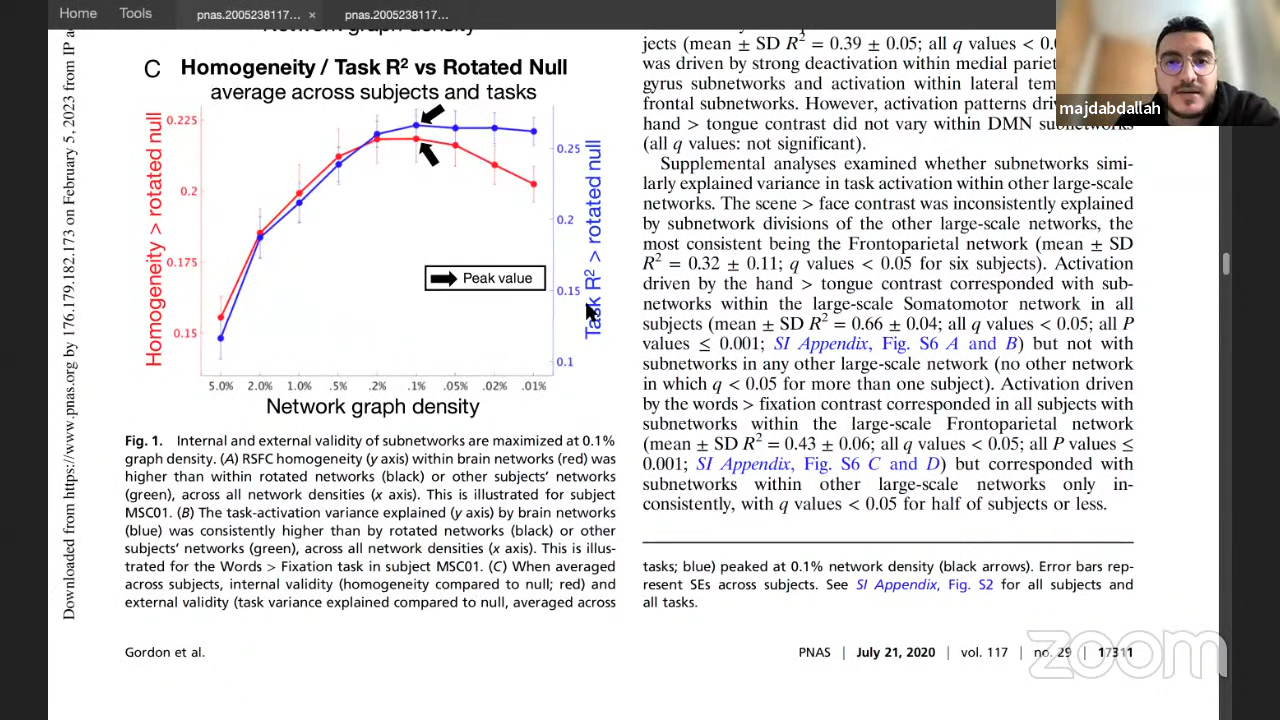 Home
Tools
pnas.2005238117...
×
pnas.2005238117...
Network graph density
C
Homogeneity / Task R² vs Rotated Null
average across subjects and tasks
0.225
0.2
0.175
0.15
Homogeneity > rotated null
0.25
0.2
0.15
0.1
Task R² > rotated null
Peak value
5.0%
2.0%
1.0%
.5%
.2%
.1%
.05%
.02%
.01%
Network graph density
Fig. 1. Internal and external validity of subnetworks are maximized at 0.1%
graph density. (A) RSFC homogeneity (y axis) within brain networks (red) was
higher than within rotated networks (black) or other subjects' networks
(green), across all network densities (x axis). This is illustrated for subject
MSC01. (B) The task-activation variance explained (y axis) by brain networks
(blue) was consistently higher than by rotated networks (black) or other
subjects' networks (green), across all network densities (x axis). This is illus-
trated for the Words > Fixation task in subject MSC01. (C) When averaged
across subjects, internal validity (homogeneity compared to null; red) and
external validity (task variance explained compared to null, averaged across
jects (mean ± SD R² = 0.39 ± 0.05; all q values <
was driven by strong deactivation within medial
gyrus subnetworks and activation within lateral
frontal subnetworks. However, activation patterns
hand > tongue contrast did not vary within DMN
(all q values: not significant).
Supplemental analyses examined whether subnetworks simi-
larly explained variance in task activation within other large-scale
networks. The scene > face contrast was inconsistently explained
by subnetwork divisions of the other large-scale networks, the
most consistent being the Frontoparietal network (mean ± SD
R² = 0.32 ± 0.11; q values < 0.05 for six subjects). Activation
driven by the hand > tongue contrast corresponded with sub-
networks within the large-scale Somatomotor network in all
subjects (mean ± SD R² = 0.66 ± 0.04; all q values < 0.05; all P
values ≤ 0.001; SI Appendix, Fig. S6 A and B) but not with
subnetworks in any other large-scale network (no other network
in which q < 0.05 for more than one subject). Activation driven
by the words > fixation contrast corresponded in all subjects with
subnetworks within the large-scale Frontoparietal network
(mean ± SD R² = 0.43 ± 0.06; all q values < 0.05; all P values ≤
0.001; SI Appendix, Fig. S6 C and D) but corresponded with
subnetworks within other large-scale networks only in-
consistently, with q values < 0.05 for half of subjects or less.
tasks; blue) peaked at 0.1% network density (black arrows). Error bars rep-
resent SEs across subjects. See SI Appendix, Fig. S2 for all subjects and
all tasks.
Gordon et al.
PNAS | July 21, 2020 | vol. 117 | no. 29 | 17311
Downloaded from https://www.pnas.org by 176.179.182.173 on February 5, 2023 from IP
majdabdallah
zoom